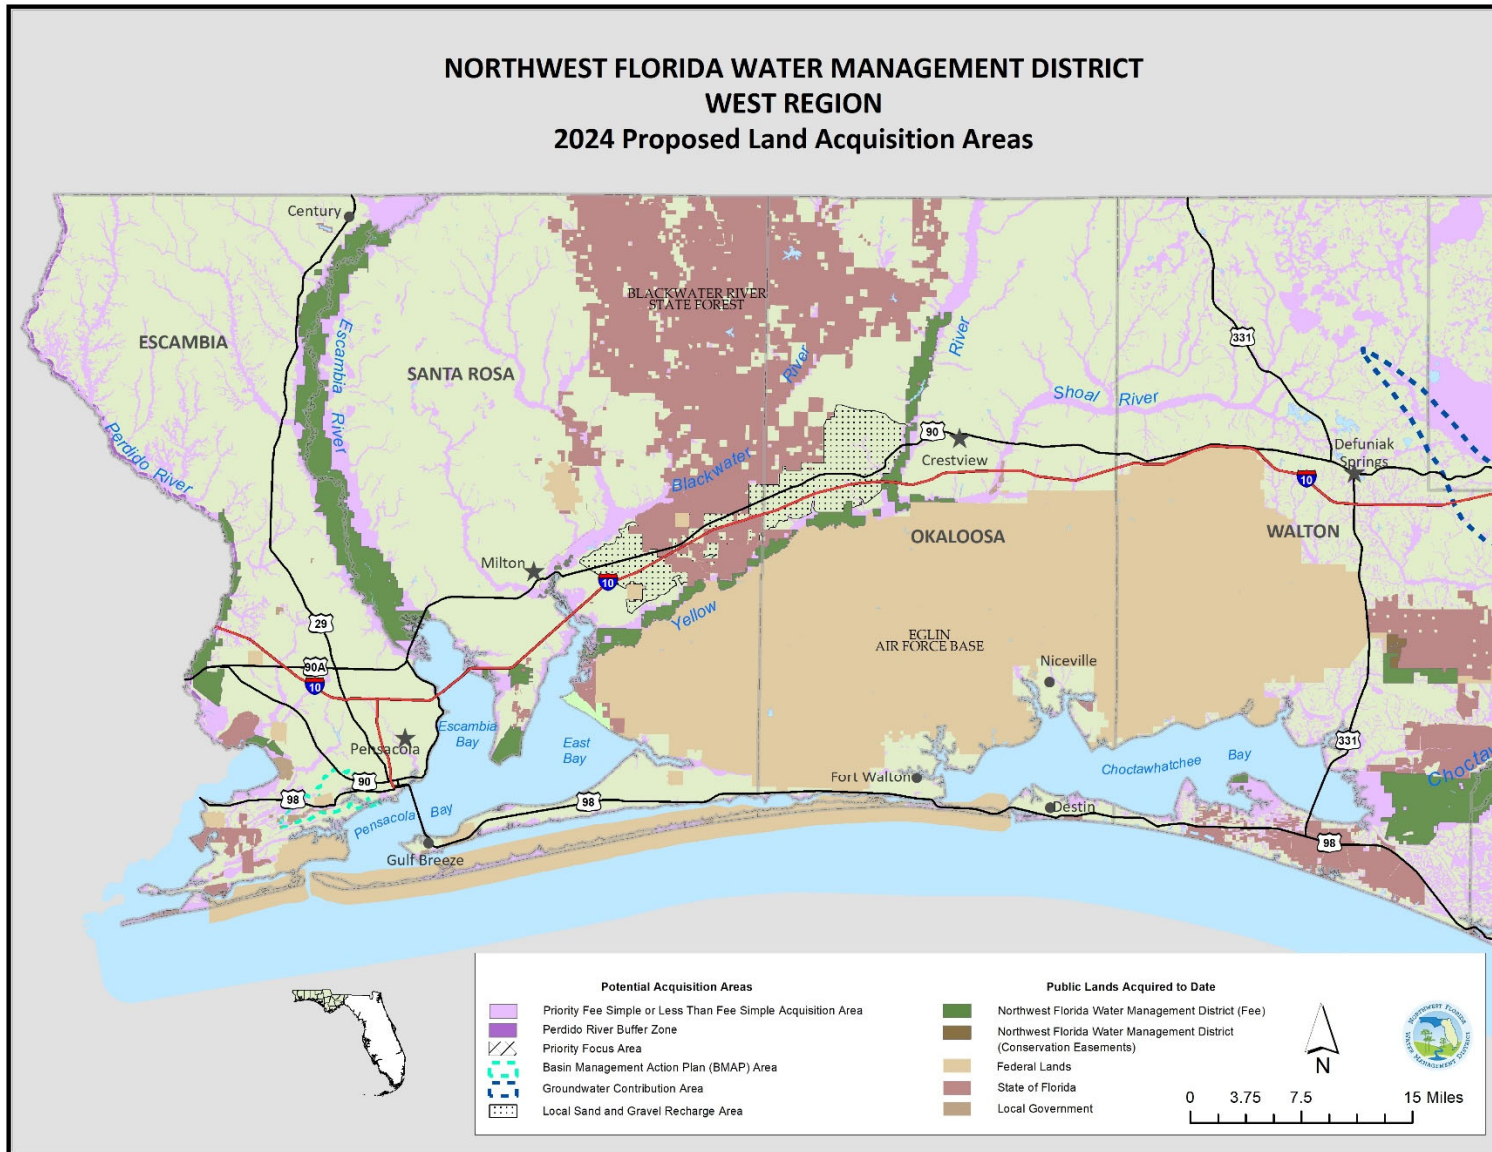 NORTHWEST FLORIDA WATER MANAGEMENT DISTRICT
WEST REGION
2024 Proposed Land Acquisition Areas
Century
BLACKWATER RIVER
STATE FOREST
ESCAMBIA
Escambia River
SANTA ROSA
River
River
331
Shoal River
Perdido River
90
Crestview
Defuniak
Springs
Blackwater
10
OKALOOSA
WALTON
Milton
10
Yellow
29
90A
10
EGLIN
AIR FORCE BASE
Niceville
Escambia
Bay
Pensacola
East
Bay
331
Choctawhatchee Bay
Choctaw
Fort Walton
90
98
98
Destin
Pensacola Bay
Gulf Breeze
98
Potential Acquisition Areas
Priority Fee Simple or Less Than Fee Simple Acquisition Area
Perdido River Buffer Zone
Priority Focus Area
Basin Management Action Plan (BMAP) Area
Groundwater Contribution Area
Local Sand and Gravel Recharge Area
Public Lands Acquired to Date
Northwest Florida Water Management District (Fee)
Northwest Florida Water Management District
(Conservation Easements)
Federal Lands
State of Florida
Local Government
N
0 3.75 7.5 15 Miles
NORTHWEST FLORIDA
WATER MANAGEMENT DISTRICT